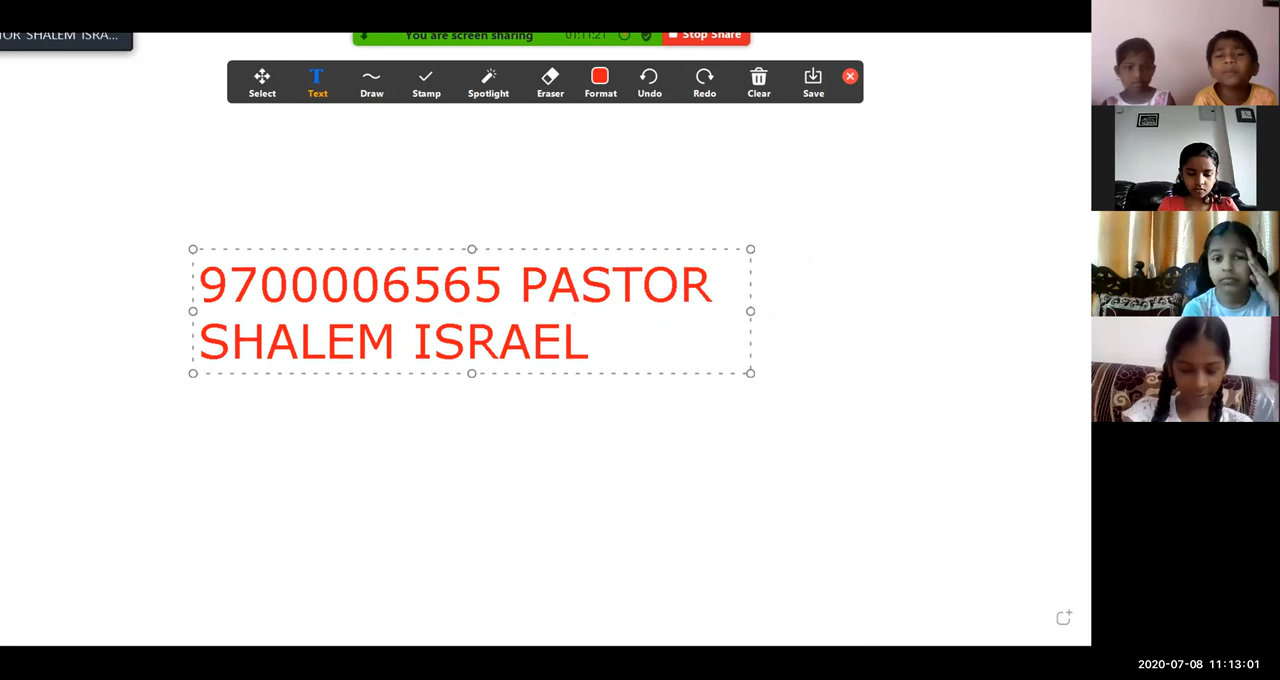 TOR SHALEM ISRA...
You are screen sharing 01:11:21 Stop Share
Select Text Draw Stamp Spotlight Eraser Format Undo Redo Clear Save
9700006565 PASTOR
SHALEM ISRAEL
2020-07-08 11:13:01